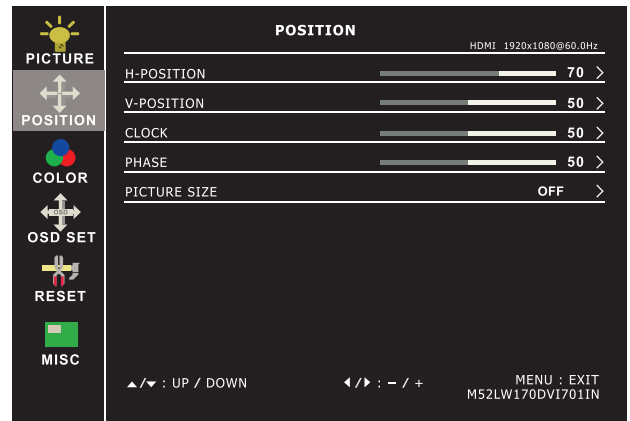 PICTURE
POSITION
COLOR
OSD
OSD SET
RESET
MISC
POSITION
HDMI 1920x1080@60.0Hz
H-POSITION 70 >
V-POSITION 50 >
CLOCK 50 >
PHASE 50 >
PICTURE SIZE OFF >
▲/▼ : UP / DOWN ◀/▶ : – / + MENU : EXIT
M52LW170DVI701IN